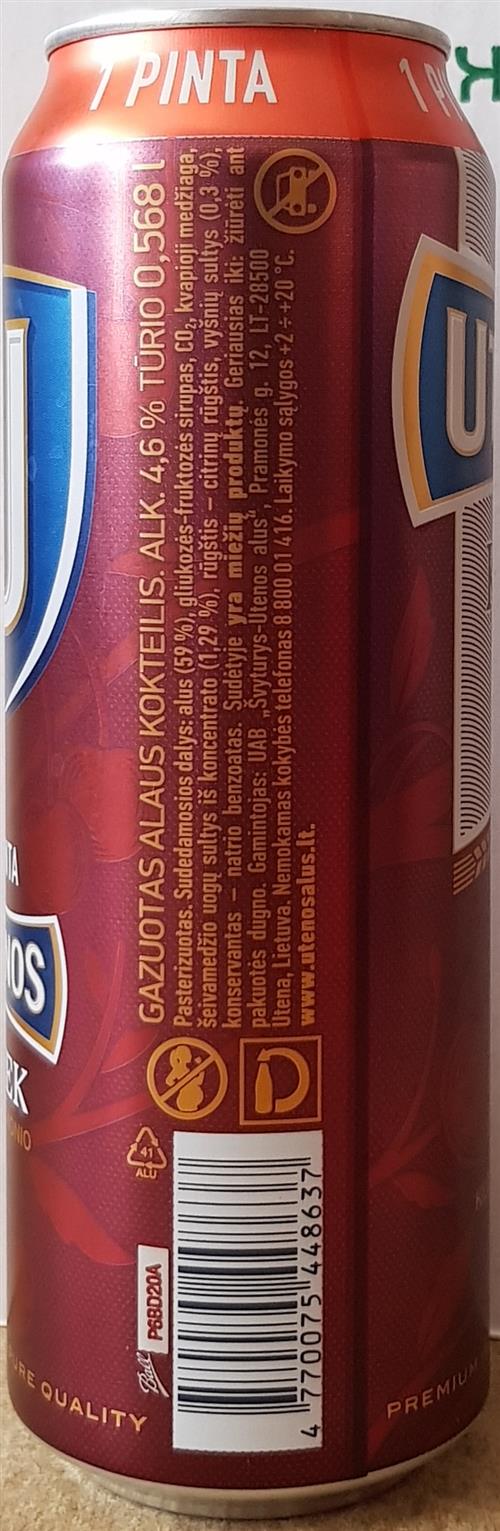 1 PINTA
GAZUOTAS ALAUS KOKTEILIS. ALK. 4,6 % TŪRIO 0,568 l
Pasterizuotas. Sudedamosios dalys: alus (59 %), gliukozės-fruktozės sirupas, CO₂, kvapioji medžiaga,
šeivamedžio uogų sultys iš koncentrato (1,29 %), rūgštis – citrinų rūgštis, vyšnių sultys (0,3 %),
konservantas – natrio benzoatas. Sudėtyje yra miežių produktų. Geriausias iki: žiūrėti ant
pakuotės dugno. Gamintojas: UAB „Švyturys-Utenos alus“, Pramonės g. 12, LT-28500
Utena, Lietuva. Nemokamas kokybės telefonas 8 800 01 416. Laikymo sąlygos +2 ÷ +20 °C.
www.utenosalus.lt.
41
ALU
Ball
P6BD20A
4 770075 448637
QUALITY
PREMIUM
U